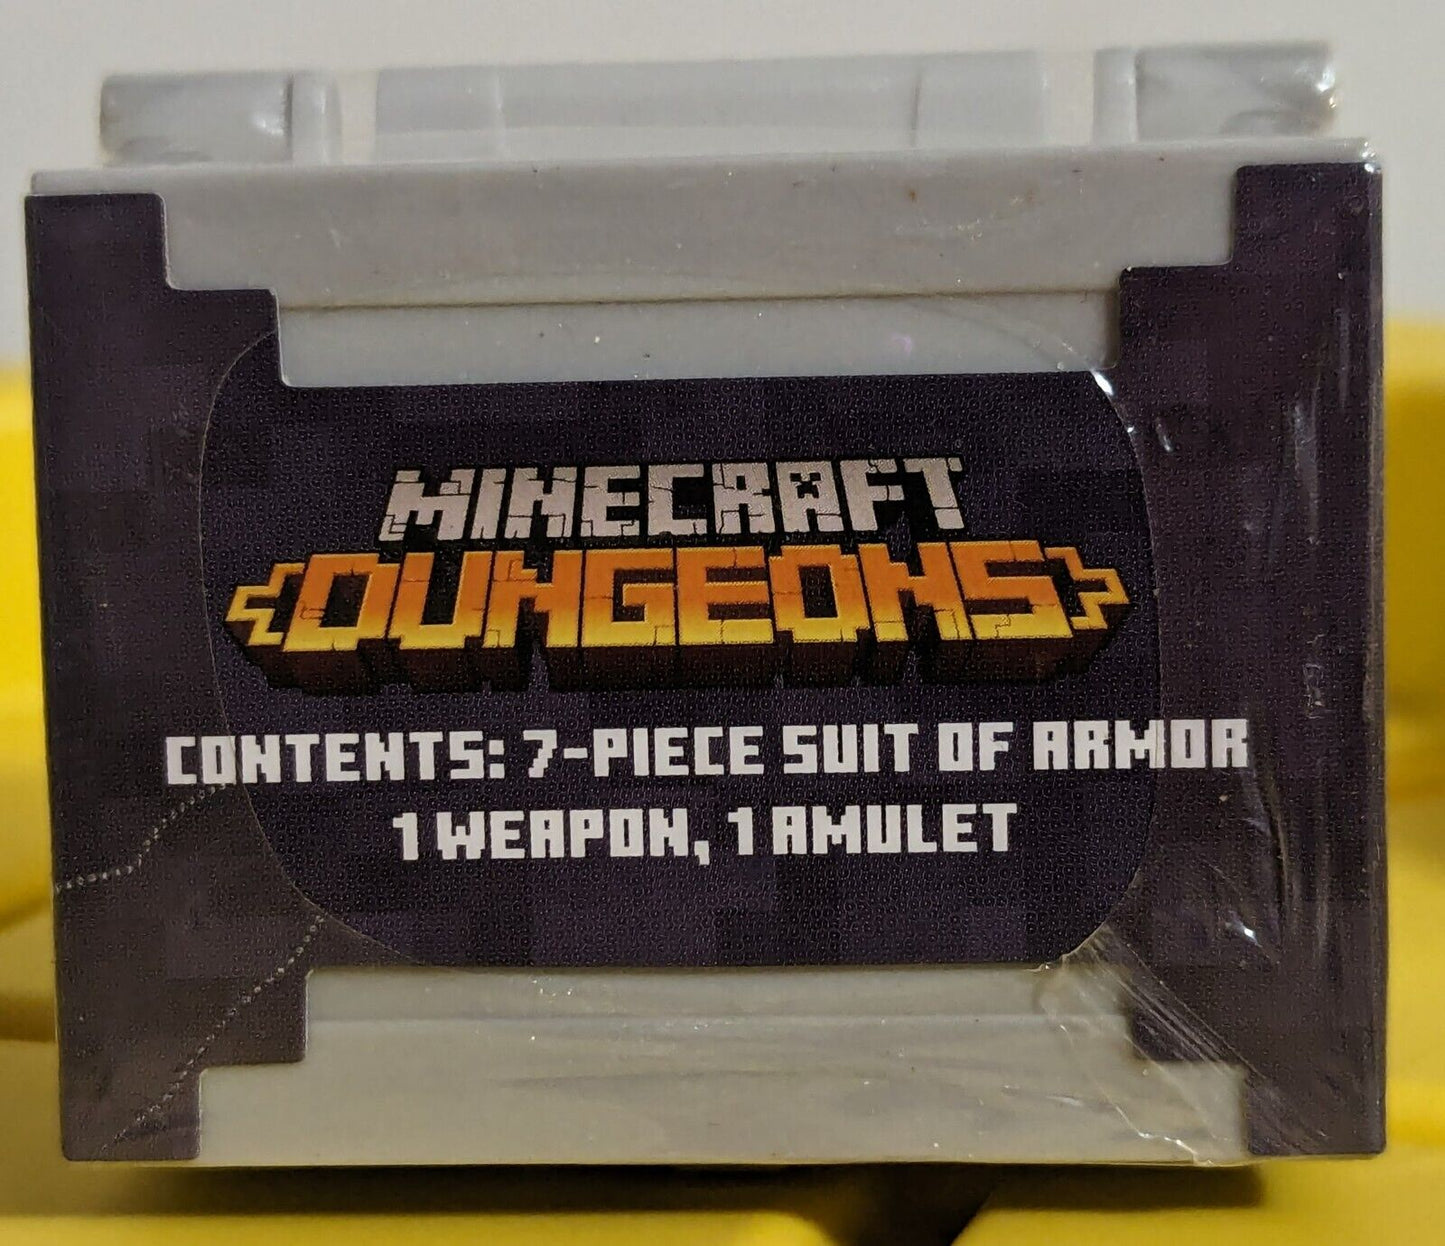 MINECRAFT
DUNGEONS
CONTENTS: 7-PIECE SUIT OF ARMOR
1 WEAPON, 1 AMULET